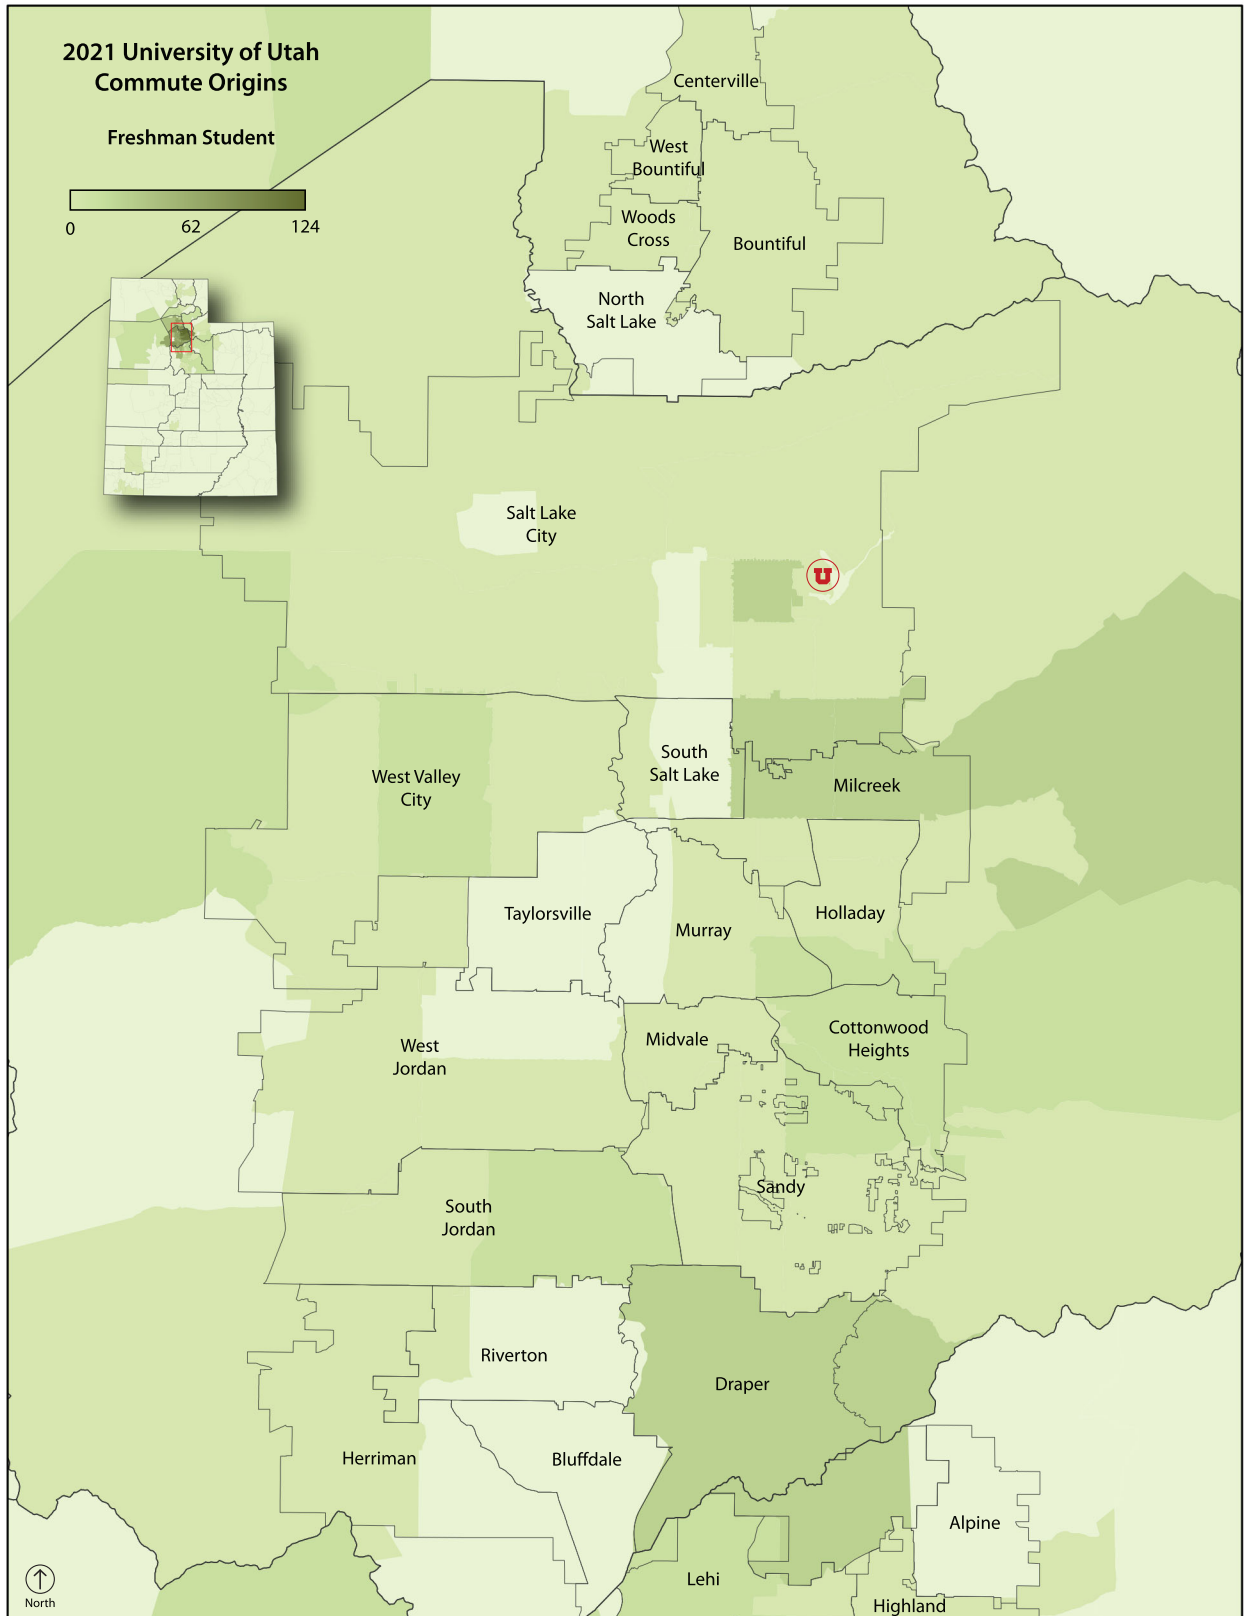 2021 University of Utah
Commute Origins
Freshman Student
0
62
124
Centerville
West
Bountiful
Woods
Cross
Bountiful
North
Salt Lake
Salt Lake
City
U
West Valley
City
South
Salt Lake
Milcreek
Taylorsville
Murray
Holladay
West
Jordan
Midvale
Cottonwood
Heights
South
Jordan
Sandy
Riverton
Draper
Herriman
Bluffdale
Alpine
Lehi
Highland
North